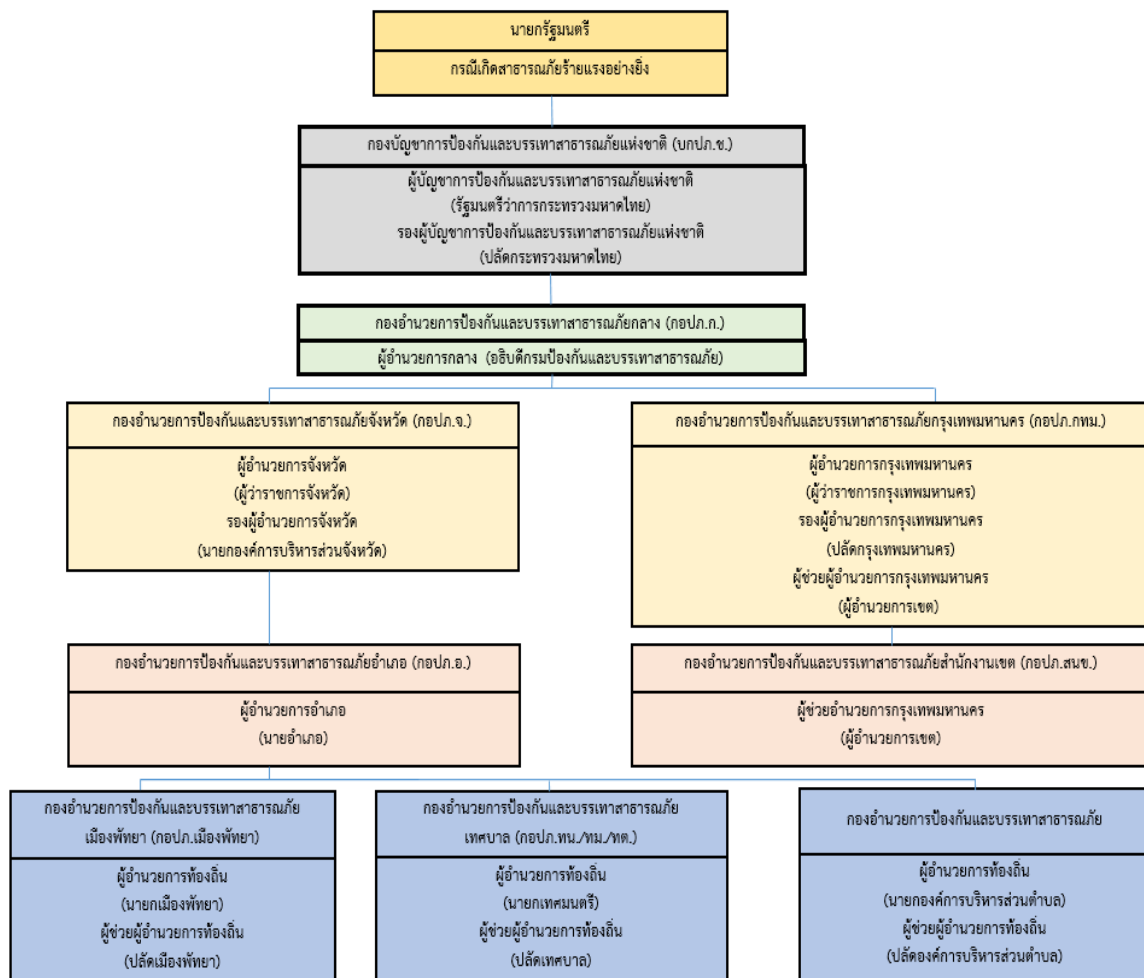 นายกรัฐมนตรี
กรณีเกิดสาธารณภัยร้ายแรงอย่างยิ่ง
กองบัญชาการป้องกันและบรรเทาสาธารณภัยแห่งชาติ (บกปภ.ช.)
ผู้บัญชาการป้องกันและบรรเทาสาธารณภัยแห่งชาติ
(รัฐมนตรีว่าการกระทรวงมหาดไทย)
รองผู้บัญชาการป้องกันและบรรเทาสาธารณภัยแห่งชาติ
(ปลัดกระทรวงมหาดไทย)
กองอำนวยการป้องกันและบรรเทาสาธารณภัยกลาง (กอปภ.ก.)
ผู้อำนวยการกลาง (อธิบดีกรมป้องกันและบรรเทาสาธารณภัย)
กองอำนวยการป้องกันและบรรเทาสาธารณภัยจังหวัด (กอปภ.จ.)
ผู้อำนวยการจังหวัด
(ผู้ว่าราชการจังหวัด)
รองผู้อำนวยการจังหวัด
(นายกองค์การบริหารส่วนจังหวัด)
กองอำนวยการป้องกันและบรรเทาสาธารณภัยกรุงเทพมหานคร (กอปภ.กทม.)
ผู้อำนวยการกรุงเทพมหานคร
(ผู้ว่าราชการกรุงเทพมหานคร)
รองผู้อำนวยการกรุงเทพมหานคร
(ปลัดกรุงเทพมหานคร)
ผู้ช่วยผู้อำนวยการกรุงเทพมหานคร
(ผู้อำนวยการเขต)
กองอำนวยการป้องกันและบรรเทาสาธารณภัยอำเภอ (กอปภ.อ.)
ผู้อำนวยการอำเภอ
(นายอำเภอ)
กองอำนวยการป้องกันและบรรเทาสาธารณภัยสำนักงานเขต (กอปภ.สนข.)
ผู้ช่วยอำนวยการกรุงเทพมหานคร
(ผู้อำนวยการเขต)
กองอำนวยการป้องกันและบรรเทาสาธารณภัย
เมืองพัทยา (กอปภ.เมืองพัทยา)
ผู้อำนวยการท้องถิ่น
(นายกเมืองพัทยา)
ผู้ช่วยผู้อำนวยการท้องถิ่น
(ปลัดเมืองพัทยา)
กองอำนวยการป้องกันและบรรเทาสาธารณภัย
เทศบาล (กอปภ.ทน./ทม./ทต.)
ผู้อำนวยการท้องถิ่น
(นายกเทศมนตรี)
ผู้ช่วยผู้อำนวยการท้องถิ่น
(ปลัดเทศบาล)
กองอำนวยการป้องกันและบรรเทาสาธารณภัย
ผู้อำนวยการท้องถิ่น
(นายกองค์การบริหารส่วนตำบล)
ผู้ช่วยผู้อำนวยการท้องถิ่น
(ปลัดองค์การบริหารส่วนตำบล)